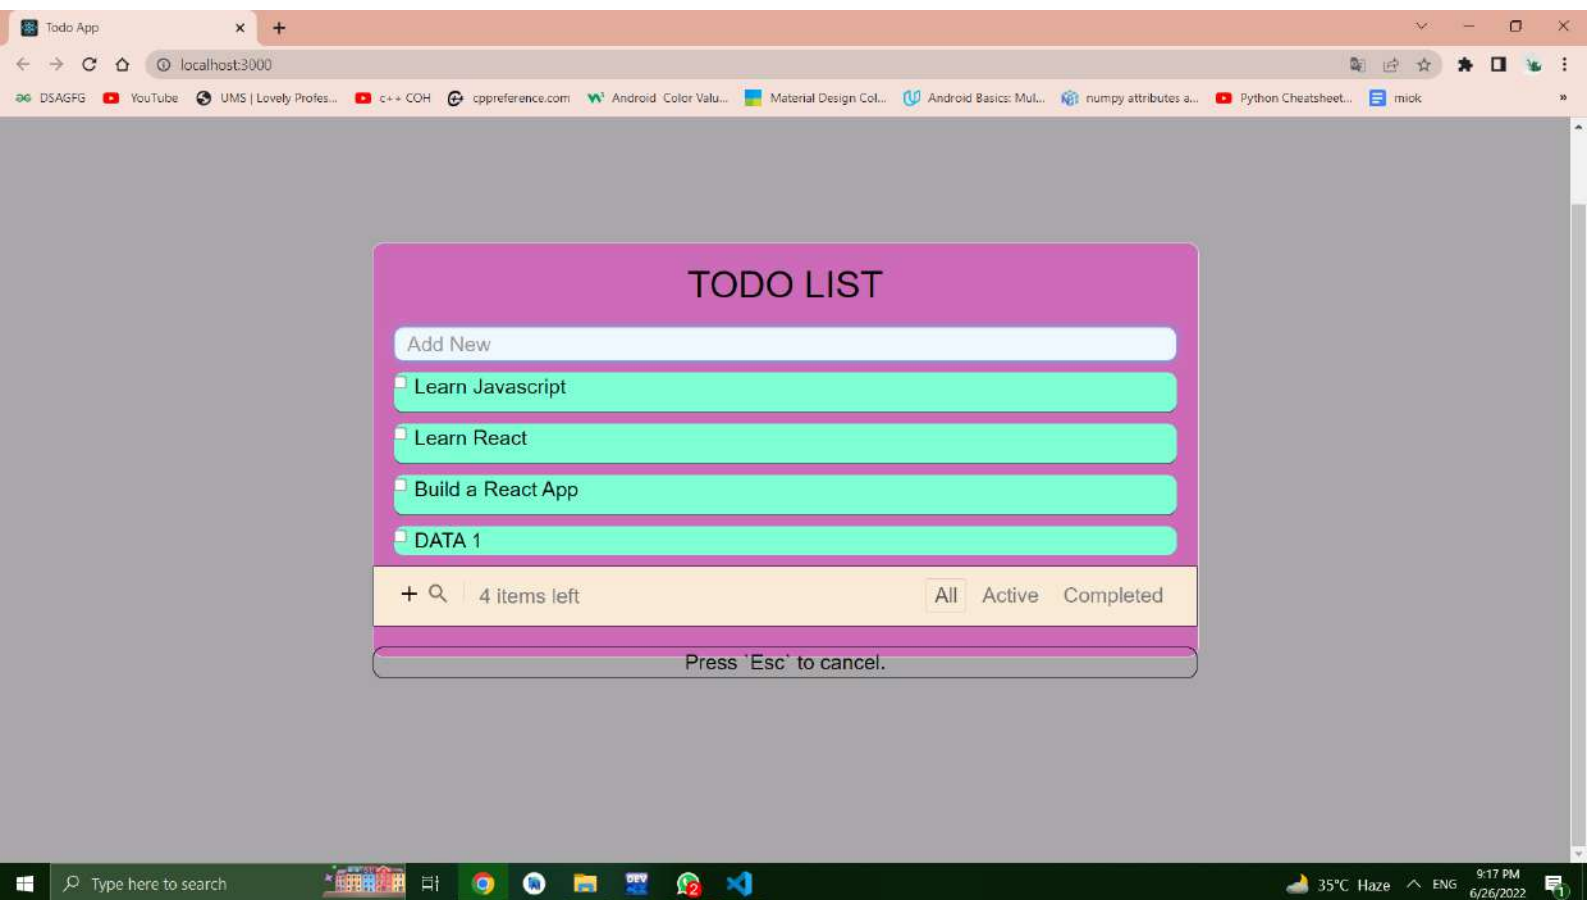 Todo App
localhost:3000
DSAGFG YouTube UMS | Lovely Profes... c++ COH cppreference.com Android Color Valu... Material Design Col... Android Basics: Mul... numpy attributes a... Python Cheatsheet... miok »
TODO LIST
Add New
Learn Javascript
Learn React
Build a React App
DATA 1
+ 4 items left All Active Completed
Press `Esc` to cancel.
Type here to search DEV 2 35°C Haze ENG 9:17 PM 1
6/26/2022